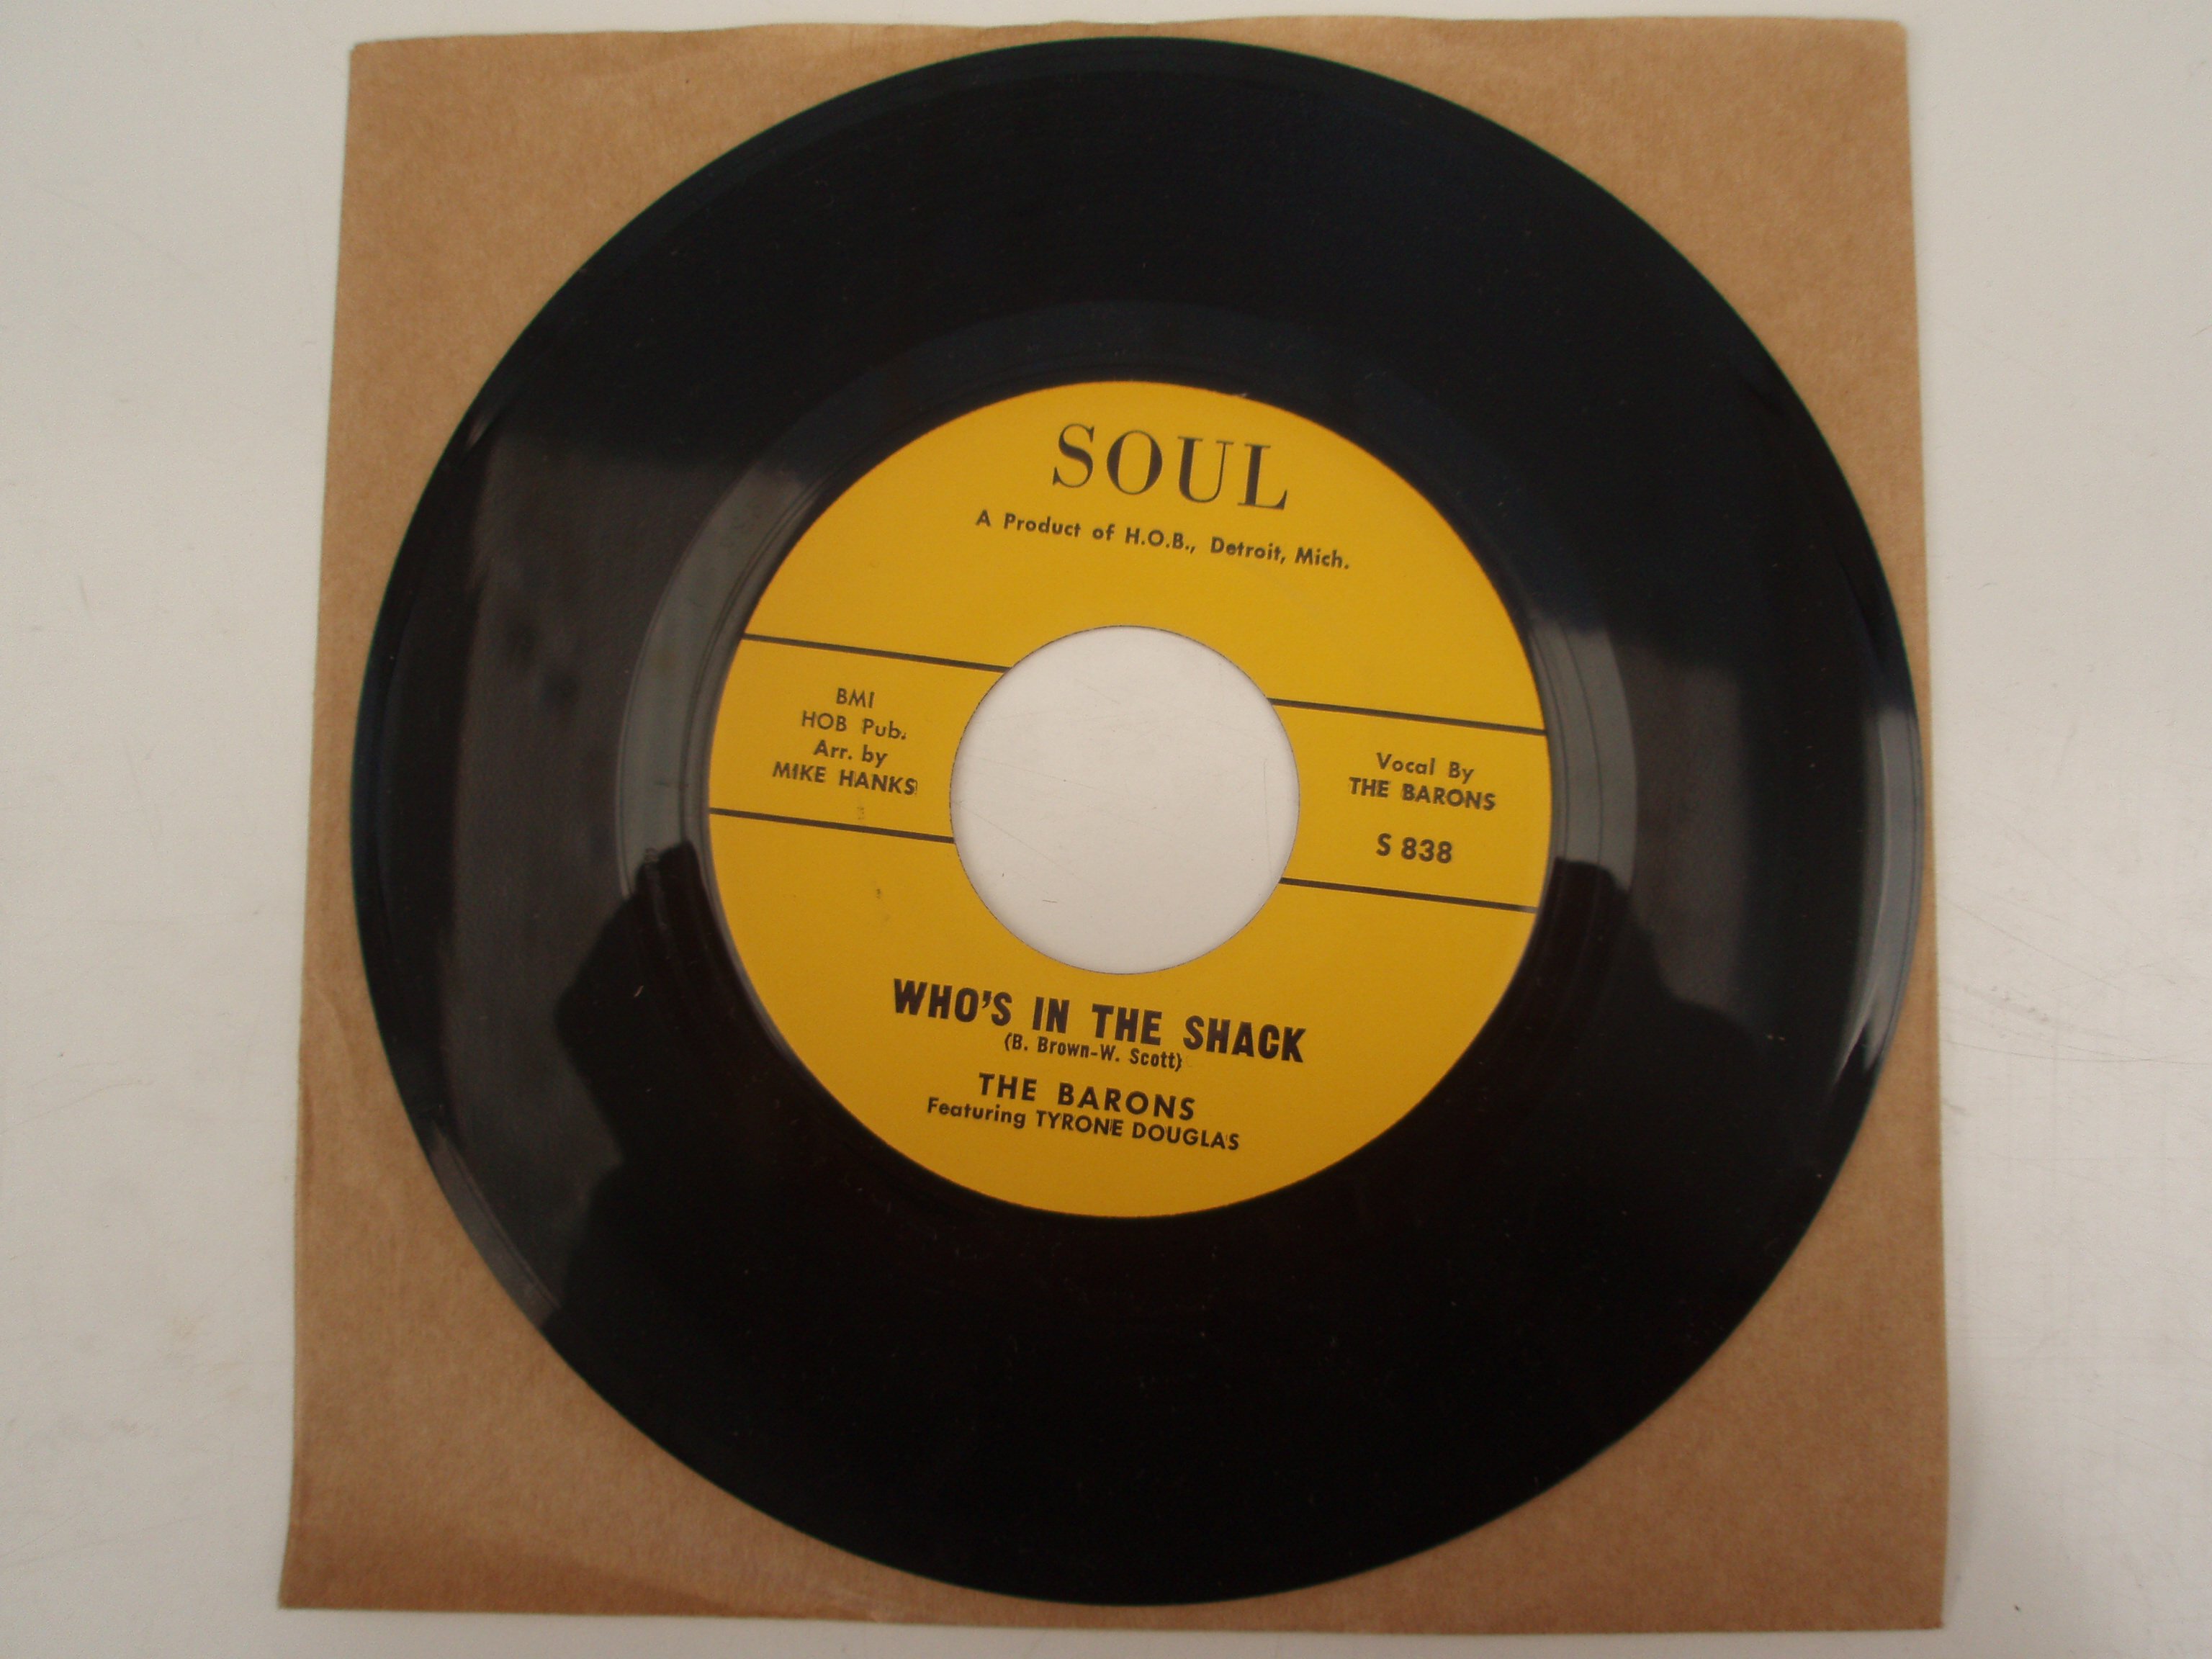 SOUL
A Product of H.O.B., Detroit, Mich.
BMI
HOB Pub.
Arr. by
MIKE HANKS
Vocal By
THE BARONS
S 838
WHO'S IN THE SHACK
(B. Brown-W. Scott)
THE BARONS
Featuring TYRONE DOUGLAS